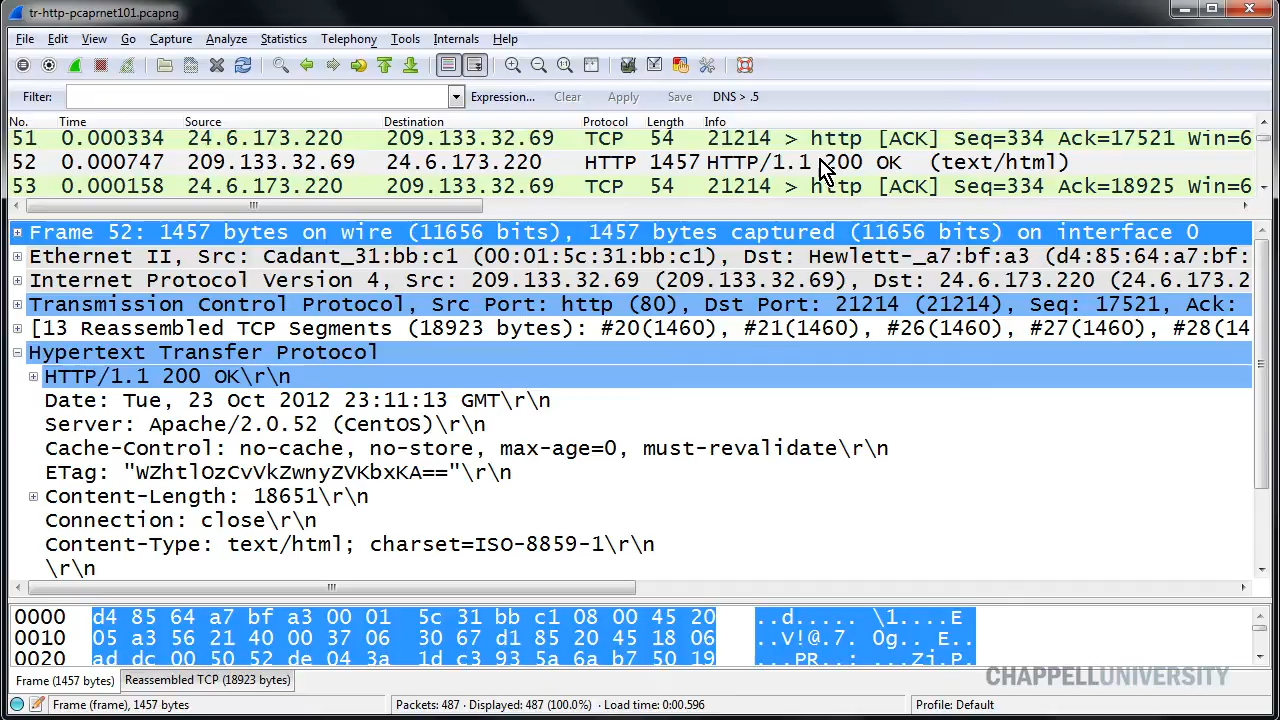 tr-http-pcaprnet101.pcapng
File Edit View Go Capture Analyze Statistics Telephony Tools Internals Help
Filter: Expression... Clear Apply Save DNS > .5
No. Time Source Destination Protocol Length Info
51 0.000334 24.6.173.220 209.133.32.69 TCP 54 21214 > http [ACK] Seq=334 Ack=17521 Win=6
52 0.000747 209.133.32.69 24.6.173.220 HTTP 1457 HTTP/1.1 200 OK (text/html)
53 0.000158 24.6.173.220 209.133.32.69 TCP 54 21214 > http [ACK] Seq=334 Ack=18925 Win=6
Frame 52: 1457 bytes on wire (11656 bits), 1457 bytes captured (11656 bits) on interface 0
Ethernet II, Src: Cadant_31:bb:c1 (00:01:5c:31:bb:c1), Dst: Hewlett-_a7:bf:a3 (d4:85:64:a7:bf:
Internet Protocol Version 4, Src: 209.133.32.69 (209.133.32.69), Dst: 24.6.173.220 (24.6.173.2
Transmission Control Protocol, Src Port: http (80), Dst Port: 21214 (21214), Seq: 17521, Ack:
[13 Reassembled TCP Segments (18923 bytes): #20(1460), #21(1460), #26(1460), #27(1460), #28(14
Hypertext Transfer Protocol
HTTP/1.1 200 OK\r\n
Date: Tue, 23 Oct 2012 23:11:13 GMT\r\n
Server: Apache/2.0.52 (CentOS)\r\n
Cache-Control: no-cache, no-store, max-age=0, must-revalidate\r\n
ETag: "WZhtlOzCvVkZwnyZVKbxKA=="\r\n
Content-Length: 18651\r\n
Connection: close\r\n
Content-Type: text/html; charset=ISO-8859-1\r\n
\r\n
0000 d4 85 64 a7 bf a3 00 01 5c 31 bb c1 08 00 45 20 ..d..... \1....E
0010 05 a3 56 21 40 00 37 06 30 67 d1 85 20 45 18 06 ..V!@.7. 0g.. E..
0020 ad dc 00 50 52 de 04 3a 1d c3 93 5a 6a b7 50 19 ...PR..: ...Zj.P.
CHAPPELLUNIVERSITY
Frame (1457 bytes) Reassembled TCP (18923 bytes)
Frame (frame), 1457 bytes Packets: 487 · Displayed: 487 (100.0%) · Load time: 0:00.596 Profile: Default